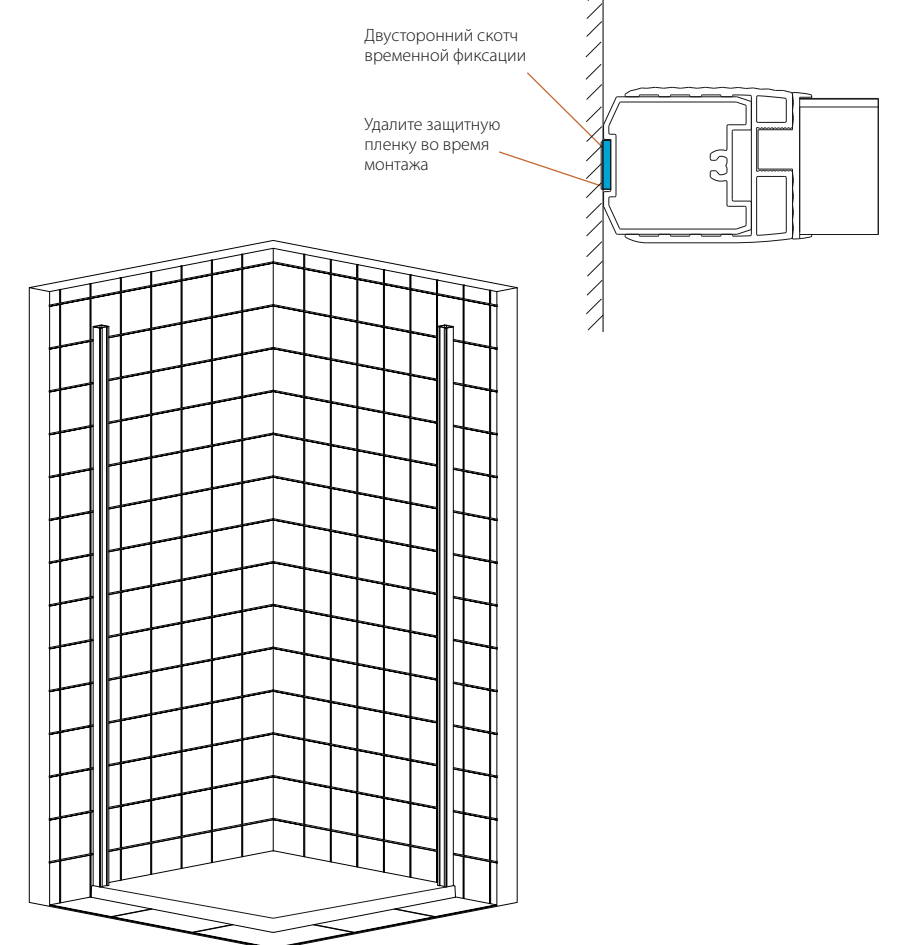 Двусторонний скотч
временной фиксации
Удалите защитную
пленку во время
монтажа